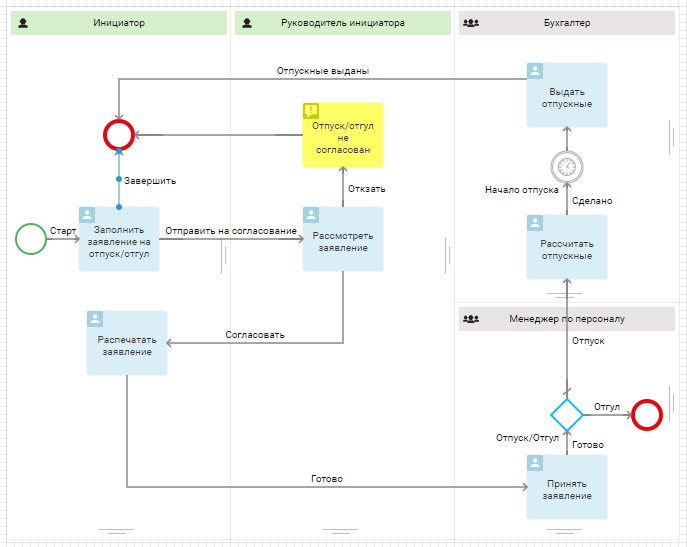 Инициатор
Руководитель инициатора
Бухгалтер
Отпускные выданы
Выдать
отпускные
Отпуск/отгул
не
согласован
Завершить
Отказать
Начало отпуска
Сделано
Старт
Заполнить
заявление на
отпуск/отгул
Отправить на согласование
Рассмотреть
заявление
Рассчитать
отпускные
Менеджер по персоналу
Согласовать
Распечатать
заявление
Отпуск
Отгул
Отпуск/Отгул
Готово
Готово
Принять
заявление